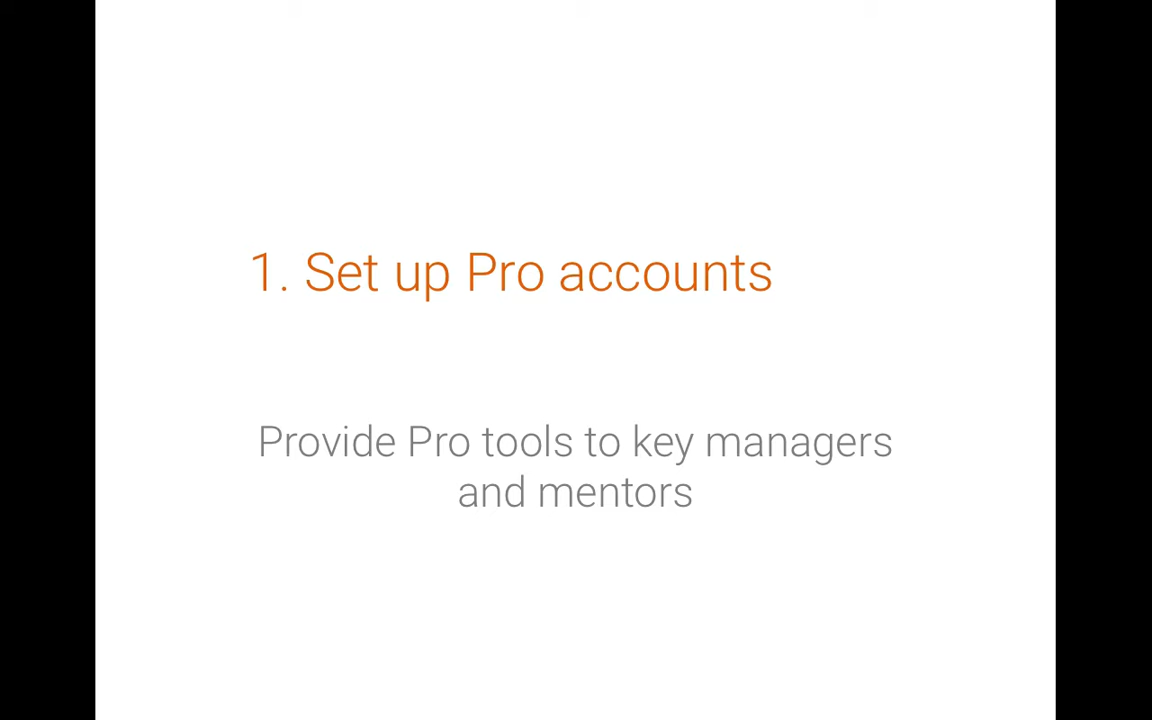 1. Set up Pro accounts
Provide Pro tools to key managers
and mentors